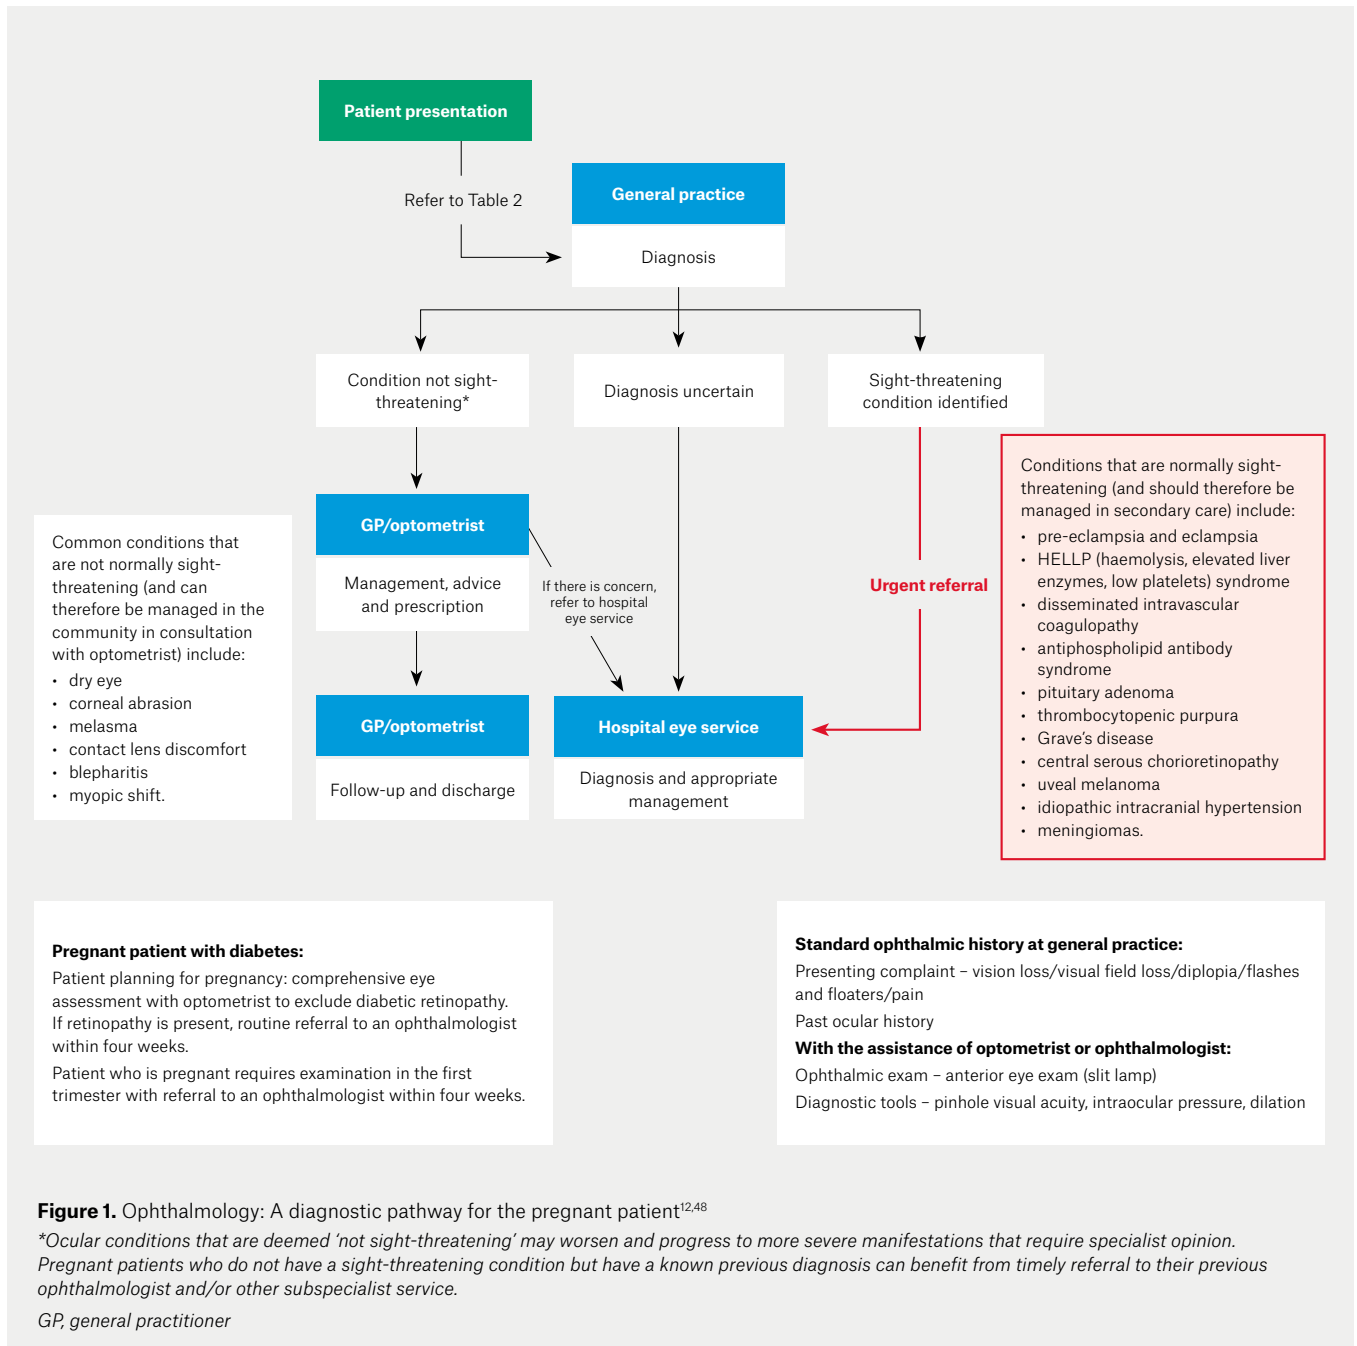 Patient presentation
Refer to Table 2
General practice
Diagnosis
Condition not sight-
threatening*
Diagnosis uncertain
Sight-threatening
condition identified
GP/optometrist
Management, advice
and prescription
If there is concern,
refer to hospital
eye service
Urgent referral
GP/optometrist
Follow-up and discharge
Hospital eye service
Diagnosis and appropriate
management
Common conditions that
are not normally sight-
threatening (and can
therefore be managed in the
community in consultation
with optometrist) include:
• dry eye
• corneal abrasion
• melasma
• contact lens discomfort
• blepharitis
• myopic shift.
Conditions that are normally sight-
threatening (and should therefore be
managed in secondary care) include:
• pre-eclampsia and eclampsia
• HELLP (haemolysis, elevated liver
enzymes, low platelets) syndrome
• disseminated intravascular
coagulopathy
• antiphospholipid antibody
syndrome
• pituitary adenoma
• thrombocytopenic purpura
• Grave's disease
• central serous chorioretinopathy
• uveal melanoma
• idiopathic intracranial hypertension
• meningiomas.
Pregnant patient with diabetes:
Patient planning for pregnancy: comprehensive eye
assessment with optometrist to exclude diabetic retinopathy.
If retinopathy is present, routine referral to an ophthalmologist
within four weeks.
Patient who is pregnant requires examination in the first
trimester with referral to an ophthalmologist within four weeks.
Standard ophthalmic history at general practice:
Presenting complaint – vision loss/visual field loss/diplopia/flashes
and floaters/pain
Past ocular history
With the assistance of optometrist or ophthalmologist:
Ophthalmic exam – anterior eye exam (slit lamp)
Diagnostic tools – pinhole visual acuity, intraocular pressure, dilation
Figure 1. Ophthalmology: A diagnostic pathway for the pregnant patient12,48
*Ocular conditions that are deemed 'not sight-threatening' may worsen and progress to more severe manifestations that require specialist opinion.
Pregnant patients who do not have a sight-threatening condition but have a known previous diagnosis can benefit from timely referral to their previous
ophthalmologist and/or other subspecialist service.
GP, general practitioner